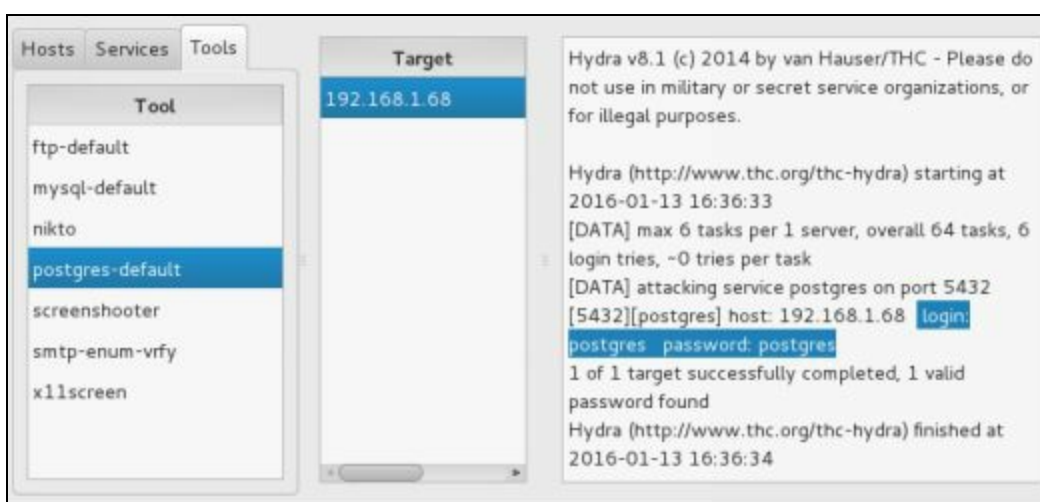 Hosts Services Tools
Tool
ftp-default
mysql-default
nikto
postgres-default
screenshooter
smtp-enum-vrfy
x11screen
Target
192.168.1.68
Hydra v8.1 (c) 2014 by van Hauser/THC - Please do
not use in military or secret service organizations, or
for illegal purposes.
Hydra (http://www.thc.org/thc-hydra) starting at
2016-01-13 16:36:33
[DATA] max 6 tasks per 1 server, overall 64 tasks, 6
login tries, ~0 tries per task
[DATA] attacking service postgres on port 5432
[5432][postgres] host: 192.168.1.68 login:
postgres password: postgres
1 of 1 target successfully completed, 1 valid
password found
Hydra (http://www.thc.org/thc-hydra) finished at
2016-01-13 16:36:34